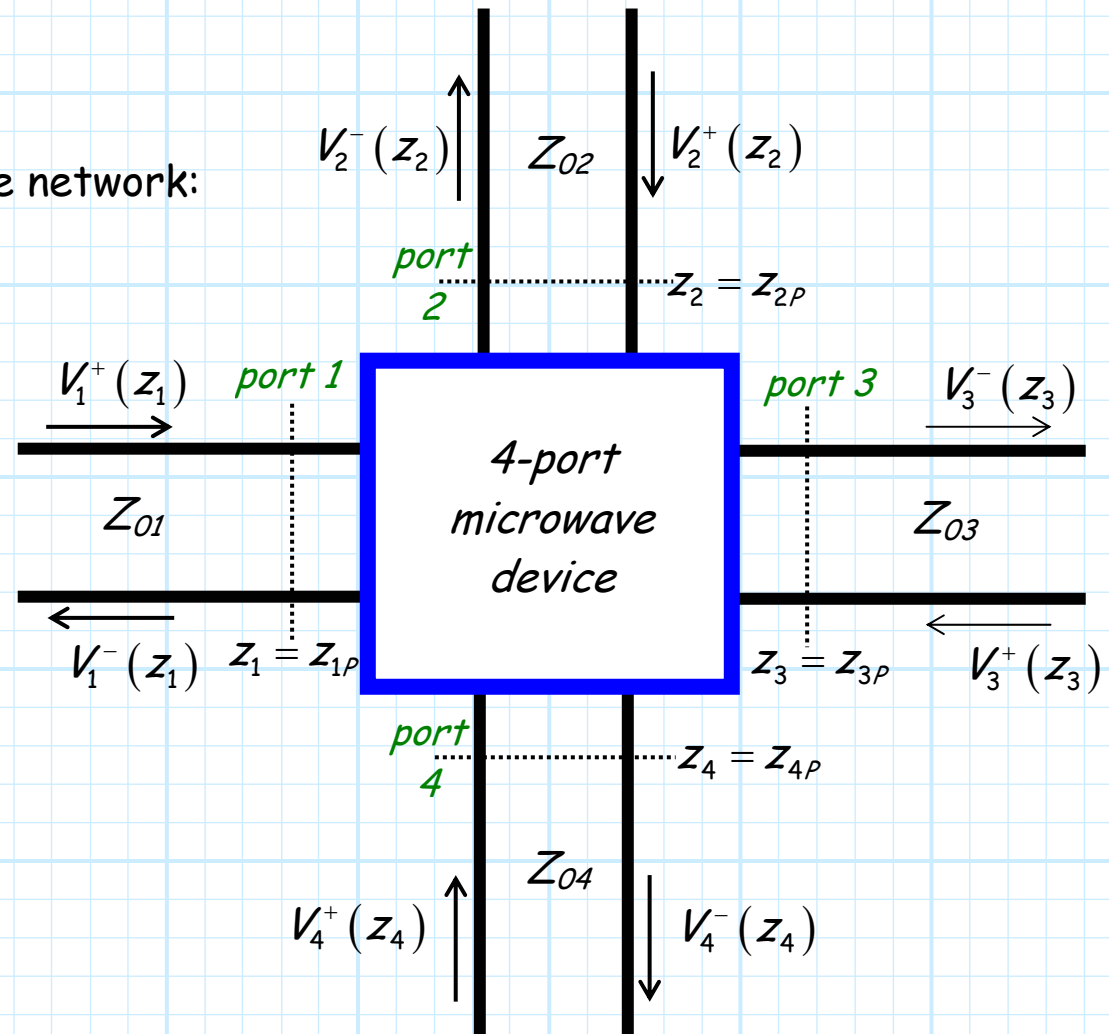 V₂⁻(z₂) Z₀₂ V₂⁺(z₂)
e network:
port
2
z₂ = z₂P
V₁⁺(z₁)
port 1
port 3
V₃⁻(z₃)
4-port
microwave
device
Z₀₁
Z₀₃
V₁⁻(z₁)
z₁ = z₁P
z₃ = z₃P
V₃⁺(z₃)
port
4
z₄ = z₄P
Z₀₄
V₄⁺(z₄)
V₄⁻(z₄)